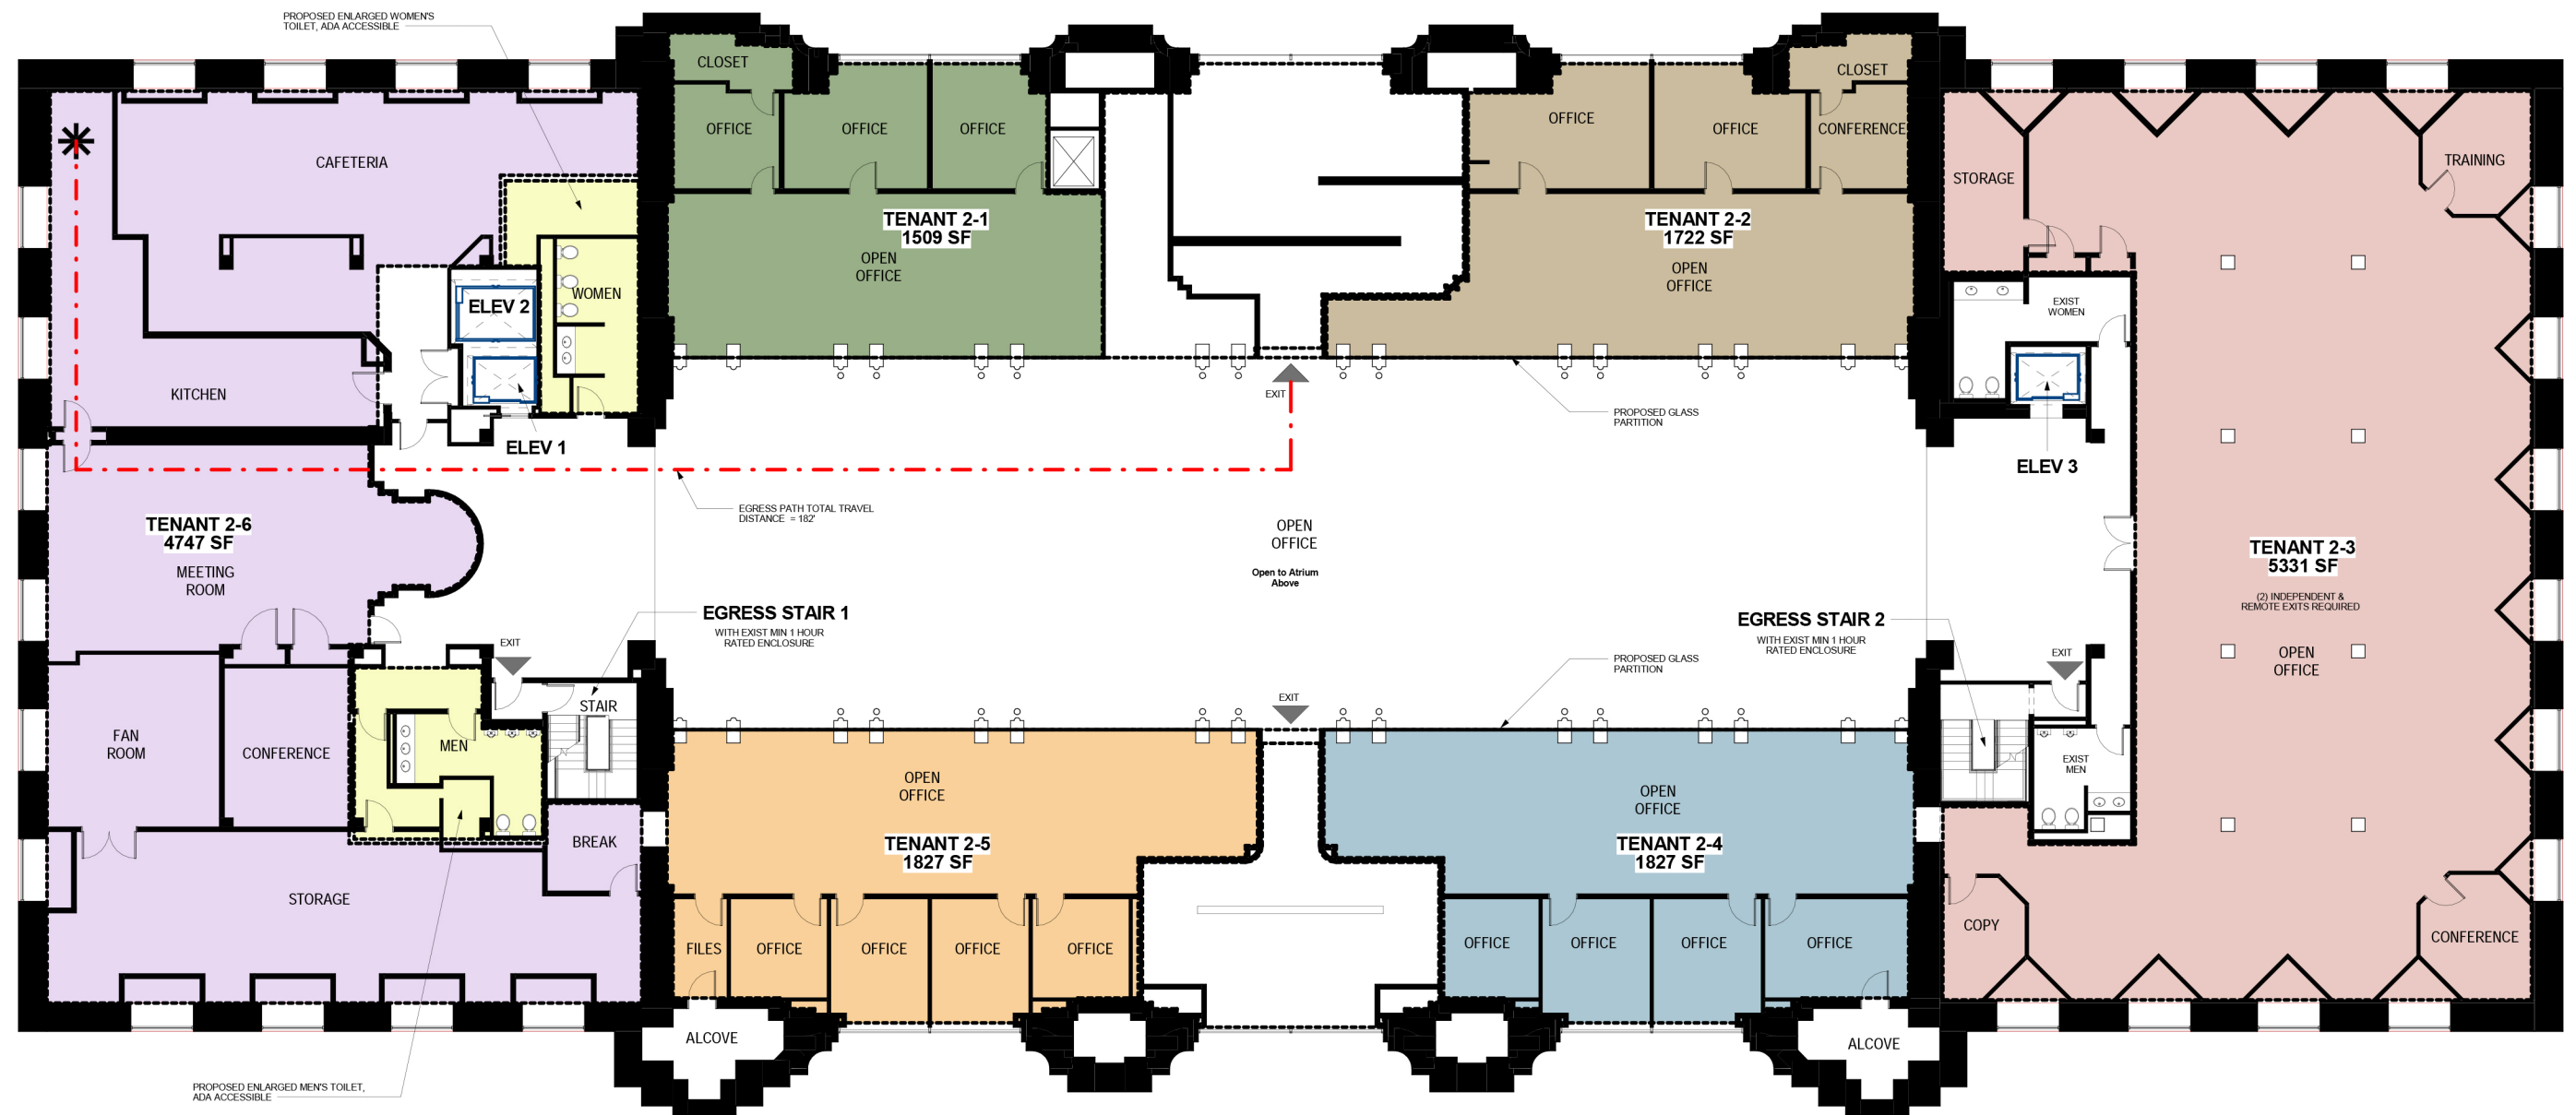 PROPOSED ENLARGED WOMEN'S
TOILET, ADA ACCESSIBLE
CLOSET
OFFICE
OFFICE
OFFICE
TENANT 2-1
1509 SF
OPEN
OFFICE
CLOSET
OFFICE
OFFICE
CONFERENCE
TENANT 2-2
1722 SF
OPEN
OFFICE
STORAGE
TRAINING
CAFETERIA
WOMEN
ELEV 2
KITCHEN
ELEV 1
EXIT
PROPOSED GLASS
PARTITION
EXIST
WOMEN
ELEV 3
EGRESS PATH TOTAL TRAVEL
DISTANCE = 182'
TENANT 2-6
4747 SF
MEETING
ROOM
OPEN
OFFICE
Open to Atrium
Above
TENANT 2-3
5331 SF
(2) INDEPENDENT &
REMOTE EXITS REQUIRED
OPEN
OFFICE
EGRESS STAIR 1
WITH EXIST MIN 1 HOUR
RATED ENCLOSURE
EGRESS STAIR 2
WITH EXIST MIN 1 HOUR
RATED ENCLOSURE
EXIT
EXIT
PROPOSED GLASS
PARTITION
EXIT
STAIR
FAN
ROOM
CONFERENCE
MEN
EXIST
MEN
BREAK
STORAGE
OPEN
OFFICE
TENANT 2-5
1827 SF
FILES
OFFICE
OFFICE
OFFICE
OFFICE
OPEN
OFFICE
TENANT 2-4
1827 SF
OFFICE
OFFICE
OFFICE
OFFICE
COPY
CONFERENCE
ALCOVE
ALCOVE
PROPOSED ENLARGED MEN'S TOILET,
ADA ACCESSIBLE